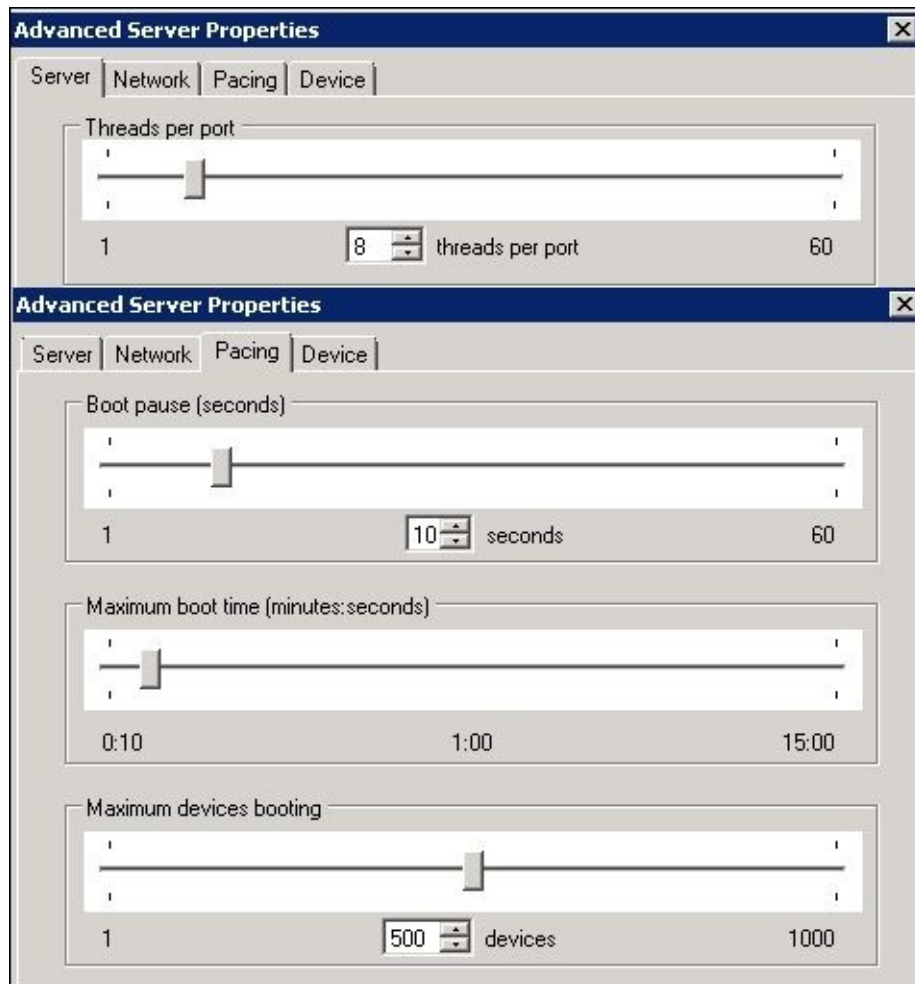 Advanced Server Properties
Server Network Pacing Device
Threads per port
1 8 threads per port 60
Advanced Server Properties
Server Network Pacing Device
Boot pause (seconds)
1 10 seconds 60
Maximum boot time (minutes:seconds)
0:10 1:00 15:00
Maximum devices booting
1 500 devices 1000